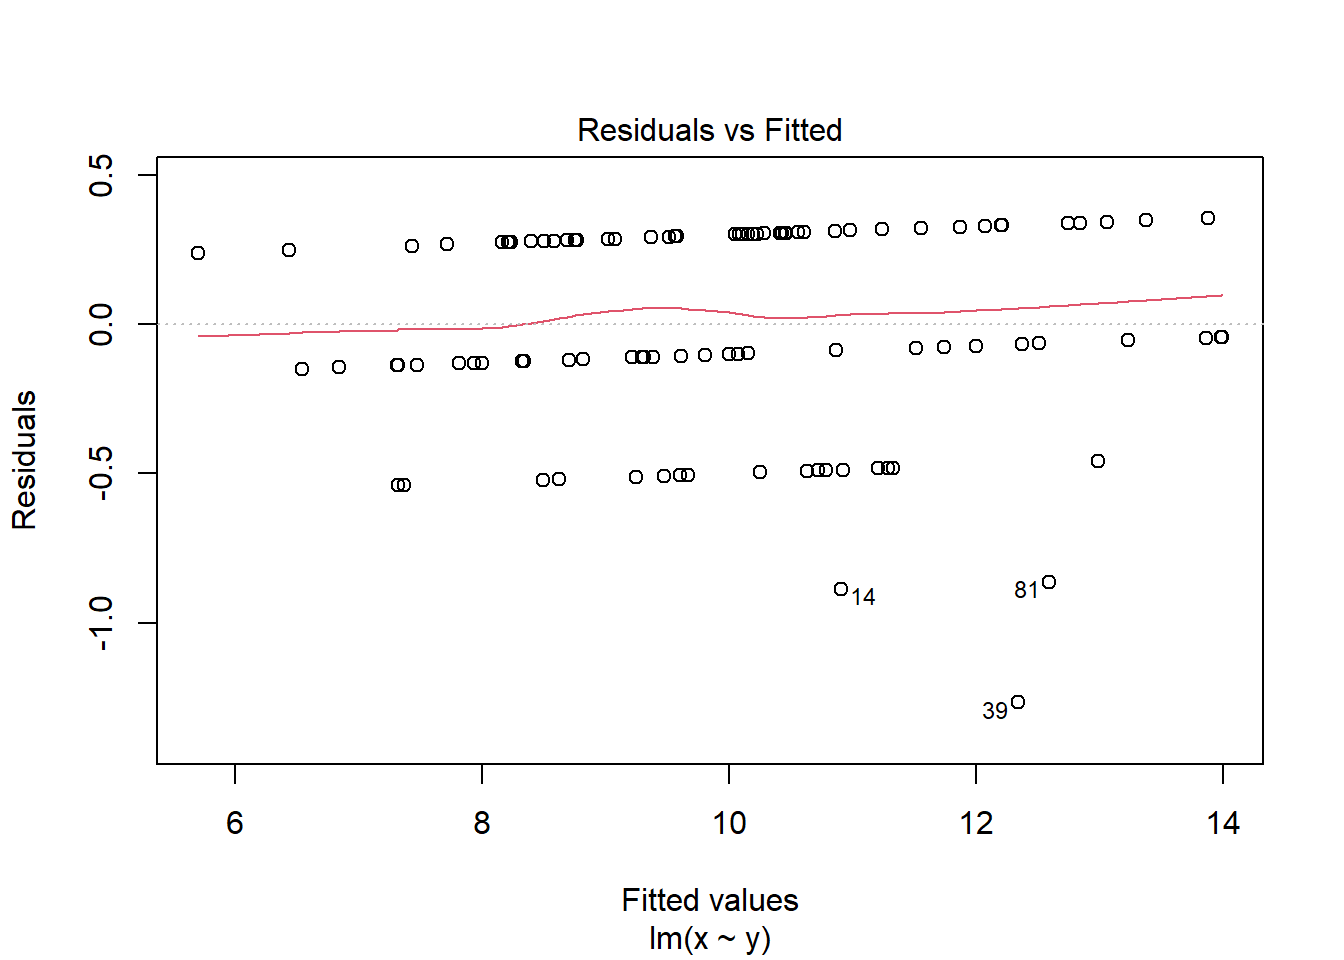 Residuals vs Fitted
0.5
0.0
-0.5
-1.0
Residuals
14
81
39
6 8 10 12 14
Fitted values
lm(x ~ y)